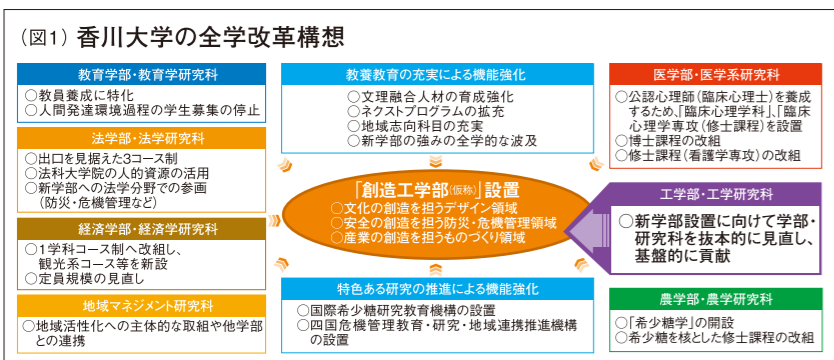 （図1）香川大学の全学改革構想
教育学部・教育学研究科
○教員養成に特化
○人間発達環境過程の学生募集の停止
法学部・法学研究科
○出口を見据えた3コース制
○法科大学院の人的資源の活用
○新学部への法学分野での参画
（防災・危機管理など）
経済学部・経済学研究科
○1学科コース制へ改組し、
観光系コース等を新設
○定員規模の見直し
地域マネジメント研究科
○地域活性化への主体的な取組や他学部
との連携
教養教育の充実による機能強化
○文理融合人材の育成強化
○ネクストプログラムの拡充
○地域志向科目の充実
○新学部の強みの全学的な波及
「創造工学部(仮称)」設置
○文化の創造を担うデザイン領域
○安全の創造を担う防災・危機管理領域
○産業の創造を担うものづくり領域
特色ある研究の推進による機能強化
○国際希少糖研究教育機構の設置
○四国危機管理教育・研究・地域連携推進機構
の設置
医学部・医学系研究科
○公認心理師（臨床心理士）を養成
するため、「臨床心理学科」、「臨床
心理学専攻（修士課程）を設置
○博士課程の改組
○修士課程（看護学専攻）の改組
工学部・工学研究科
○新学部設置に向けて学部・
研究科を抜本的に見直し、
基盤的に貢献
農学部・農学研究科
○「希少糖学」の開設
○希少糖を核とした修士課程の改組